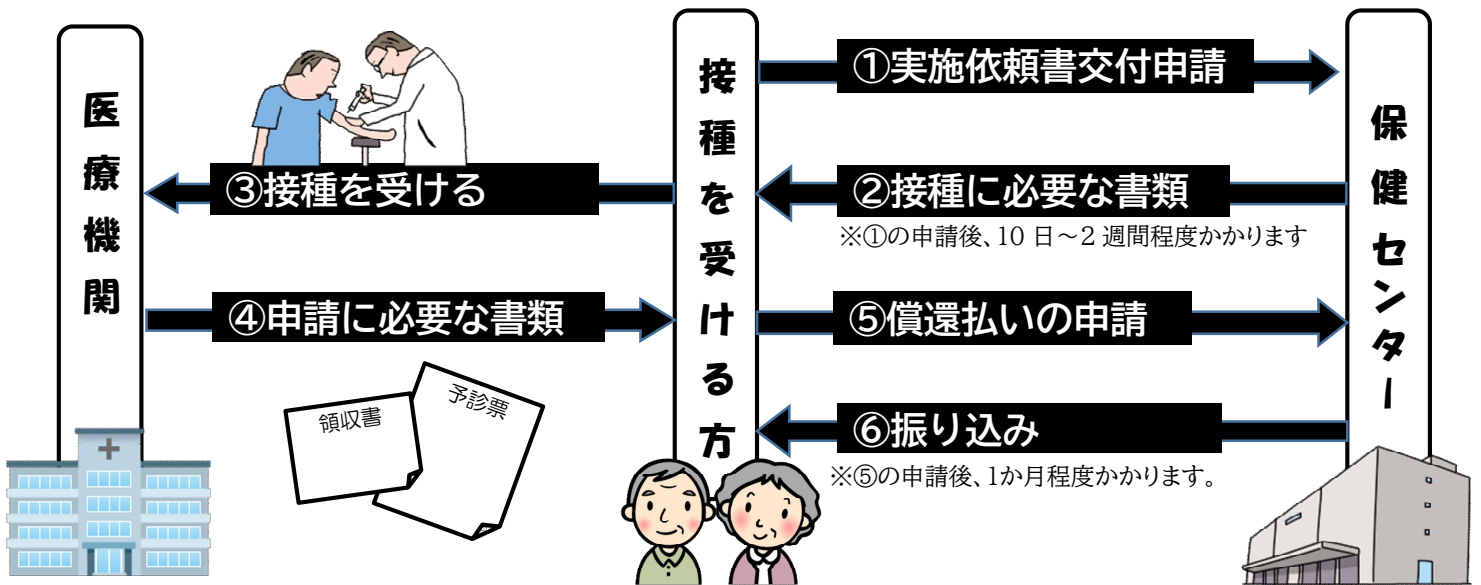 医療機関
接種を受ける方
保健センター
①実施依頼書交付申請
②接種に必要な書類
※①の申請後、10日～2週間程度かかります
③接種を受ける
④申請に必要な書類
領収書
予診票
⑤償還払いの申請
⑥振り込み
※⑤の申請後、1か月程度かかります。